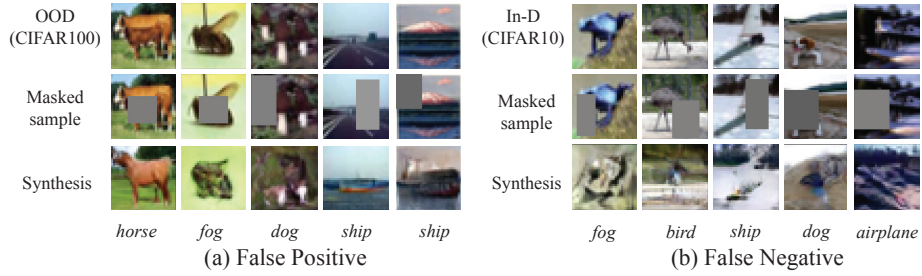 OOD
(CIFAR100)
Masked
sample
Synthesis
horse fog dog ship ship
(a) False Positive
In-D
(CIFAR10)
Masked
sample
Synthesis
fog bird ship dog airplane
(b) False Negative